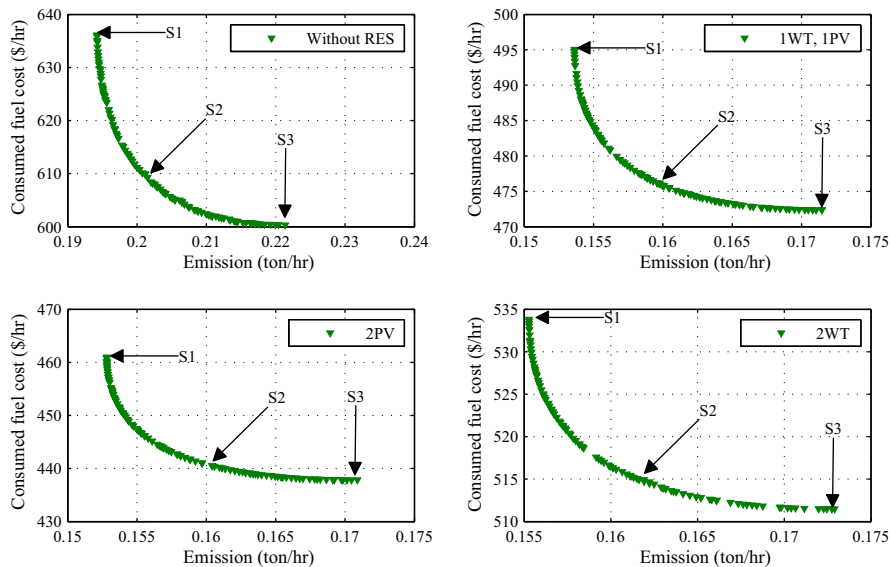 640
630
620
610
600
Consumed fuel cost ($/hr)
S1
S2
S3
Without RES
0.19 0.2 0.21 0.22 0.23 0.24
Emission (ton/hr)
500
495
490
485
480
475
470
Consumed fuel cost ($/hr)
S1
S2
S3
1WT, 1PV
0.15 0.155 0.16 0.165 0.17 0.175
Emission (ton/hr)
470
460
450
440
430
Consumed fuel cost ($/hr)
S1
S2
S3
2PV
0.15 0.155 0.16 0.165 0.17 0.175
Emission (ton/hr)
535
530
525
520
515
510
Consumed fuel cost ($/hr)
S1
S2
S3
2WT
0.155 0.16 0.165 0.17 0.175
Emission (ton/hr)